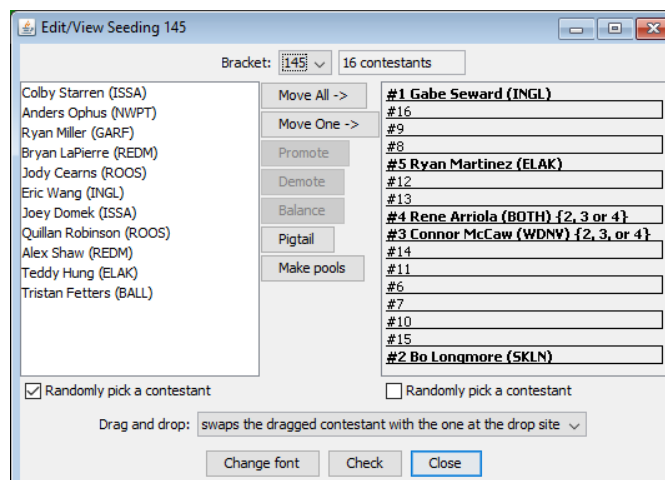 Edit/View Seeding 145
Bracket: 145 16 contestants
Colby Starren (ISSA)
Anders Ophus (NWPT)
Ryan Miller (GARF)
Bryan LaPierre (REDM)
Jody Cearns (ROOS)
Eric Wang (INGL)
Joey Domek (ISSA)
Quillan Robinson (ROOS)
Alex Shaw (REDM)
Teddy Hung (ELAK)
Tristan Fetters (BALL)
Move All ->
Move One ->
Promote
Demote
Balance
Pigtail
Make pools
#1 Gabe Seward (INGL)
#16
#9
#8
#5 Ryan Martinez (ELAK)
#12
#13
#4 Rene Arriola (BOTH) {2, 3 or 4}
#3 Connor McCaw (WDNV) {2, 3, or 4}
#14
#11
#6
#7
#10
#15
#2 Bo Longmore (SKLN)
Randomly pick a contestant
Randomly pick a contestant
Drag and drop: swaps the dragged contestant with the one at the drop site
Change font Check Close